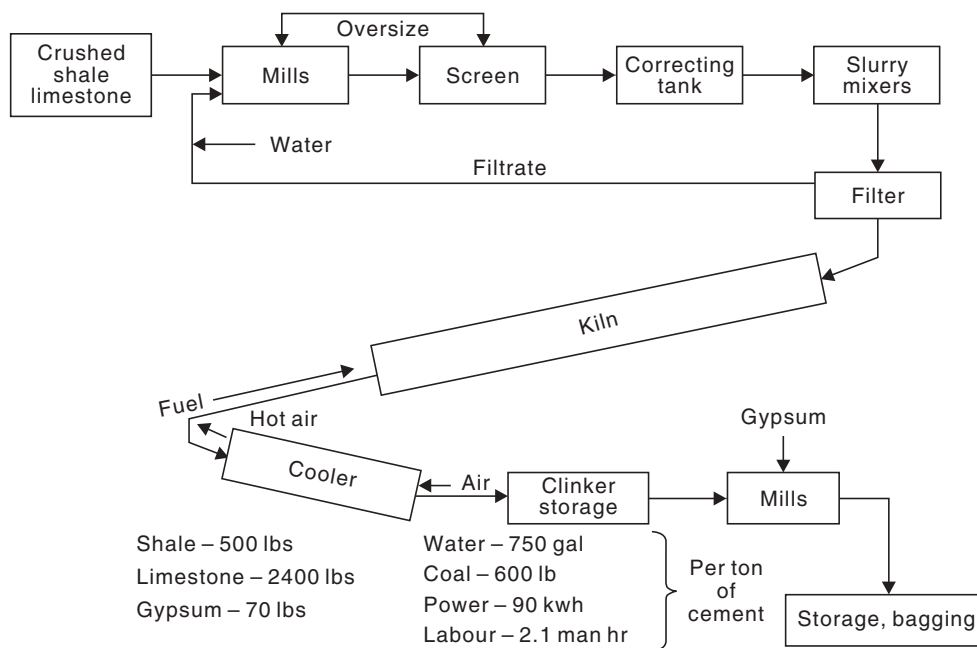 Oversize
Crushed
shale
limestone
Mills
Screen
Correcting
tank
Slurry
mixers
Water
Filtrate
Filter
Kiln
Fuel
Hot air
Cooler
Air
Clinker
storage
Gypsum
Mills
Storage, bagging
Shale – 500 lbs
Limestone – 2400 lbs
Gypsum – 70 lbs
Water – 750 gal
Coal – 600 lb
Power – 90 kwh
Labour – 2.1 man hr
Per ton
of
cement